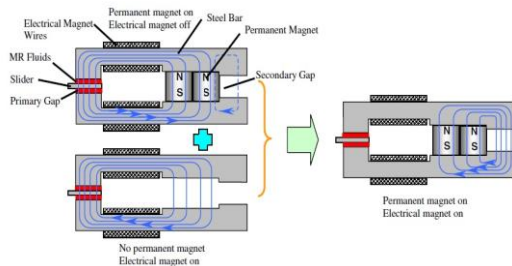 Electrical Magnet
Wires
Permanent magnet on
Electrical magnet off
Steel Bar
Permanent Magnet
MR Fluids
Slider
Primary Gap
N N
S S
Secondary Gap
N N
S S
Permanent magnet on
Electrical magnet on
No permanent magnet
Electrical magnet on